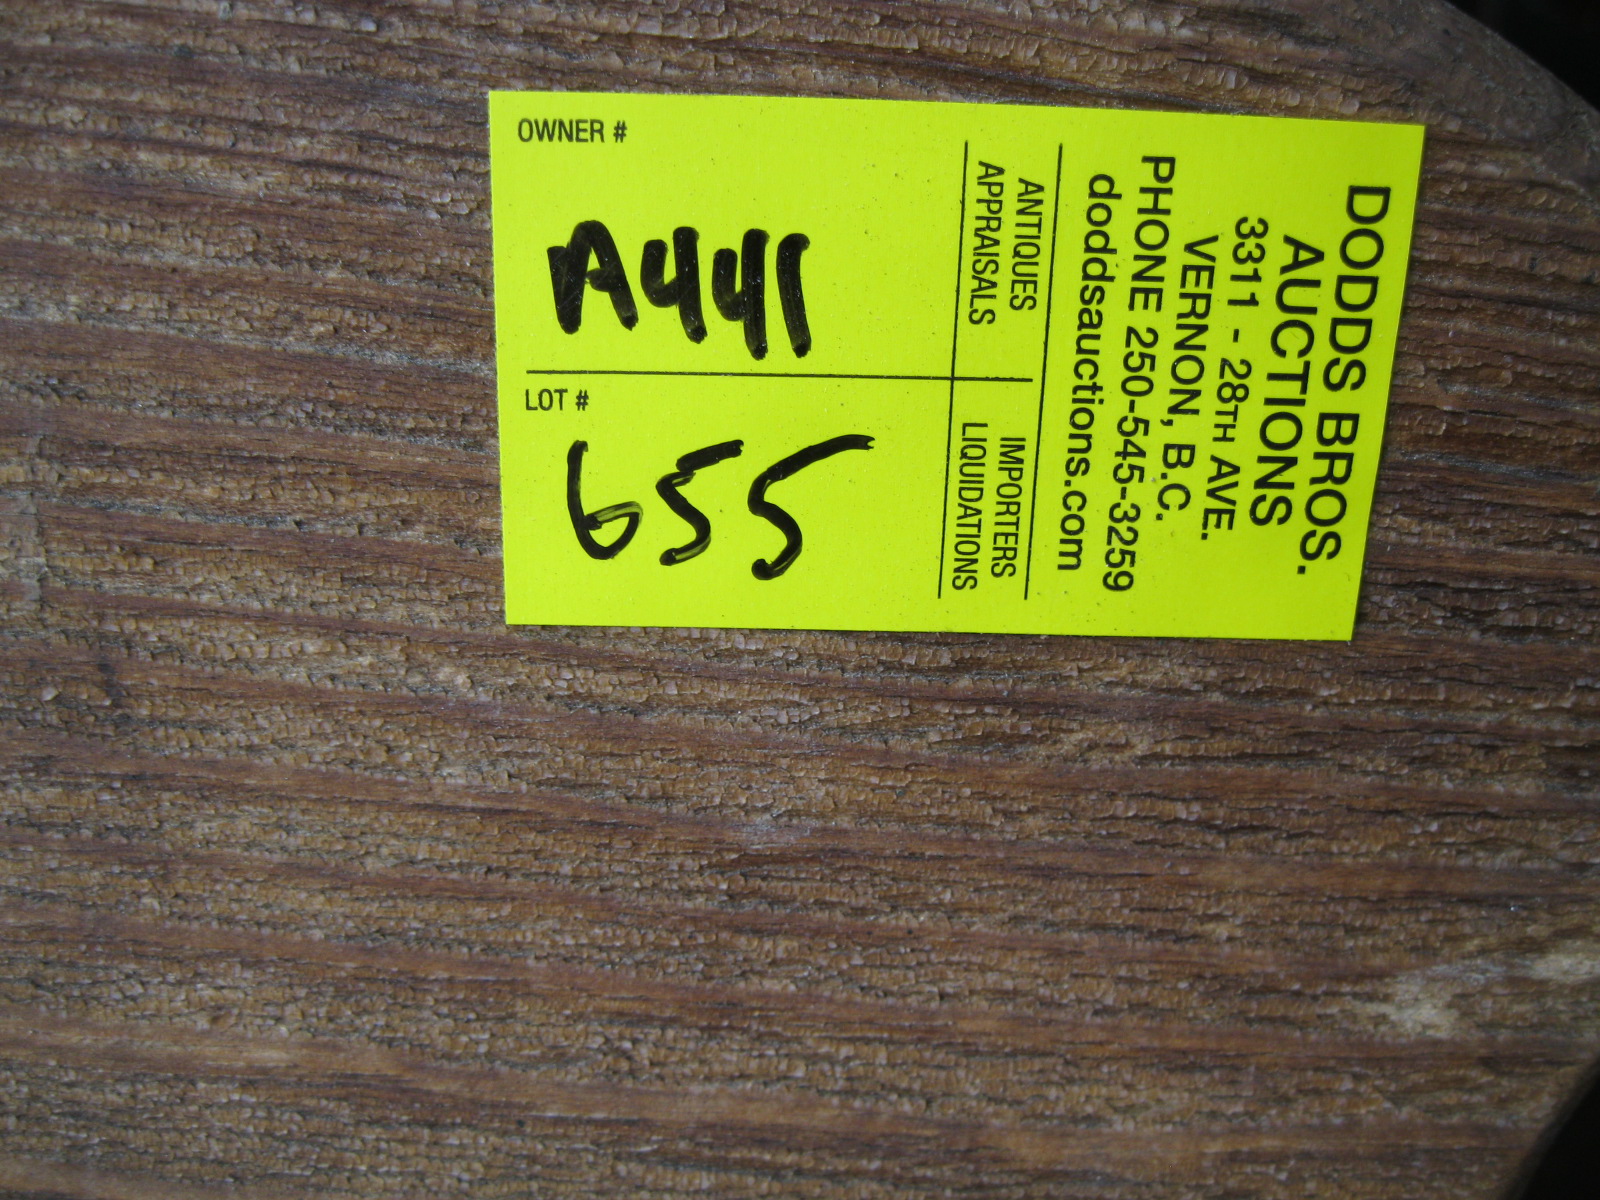 DODDS BROS.
AUCTIONS
3311 - 28TH AVE.
VERNON, B.C.
PHONE 250-545-3259
doddsauctions.com
ANTIQUES
APPRAISALS
IMPORTERS
LIQUIDATIONS
OWNER #
A441
LOT #
655